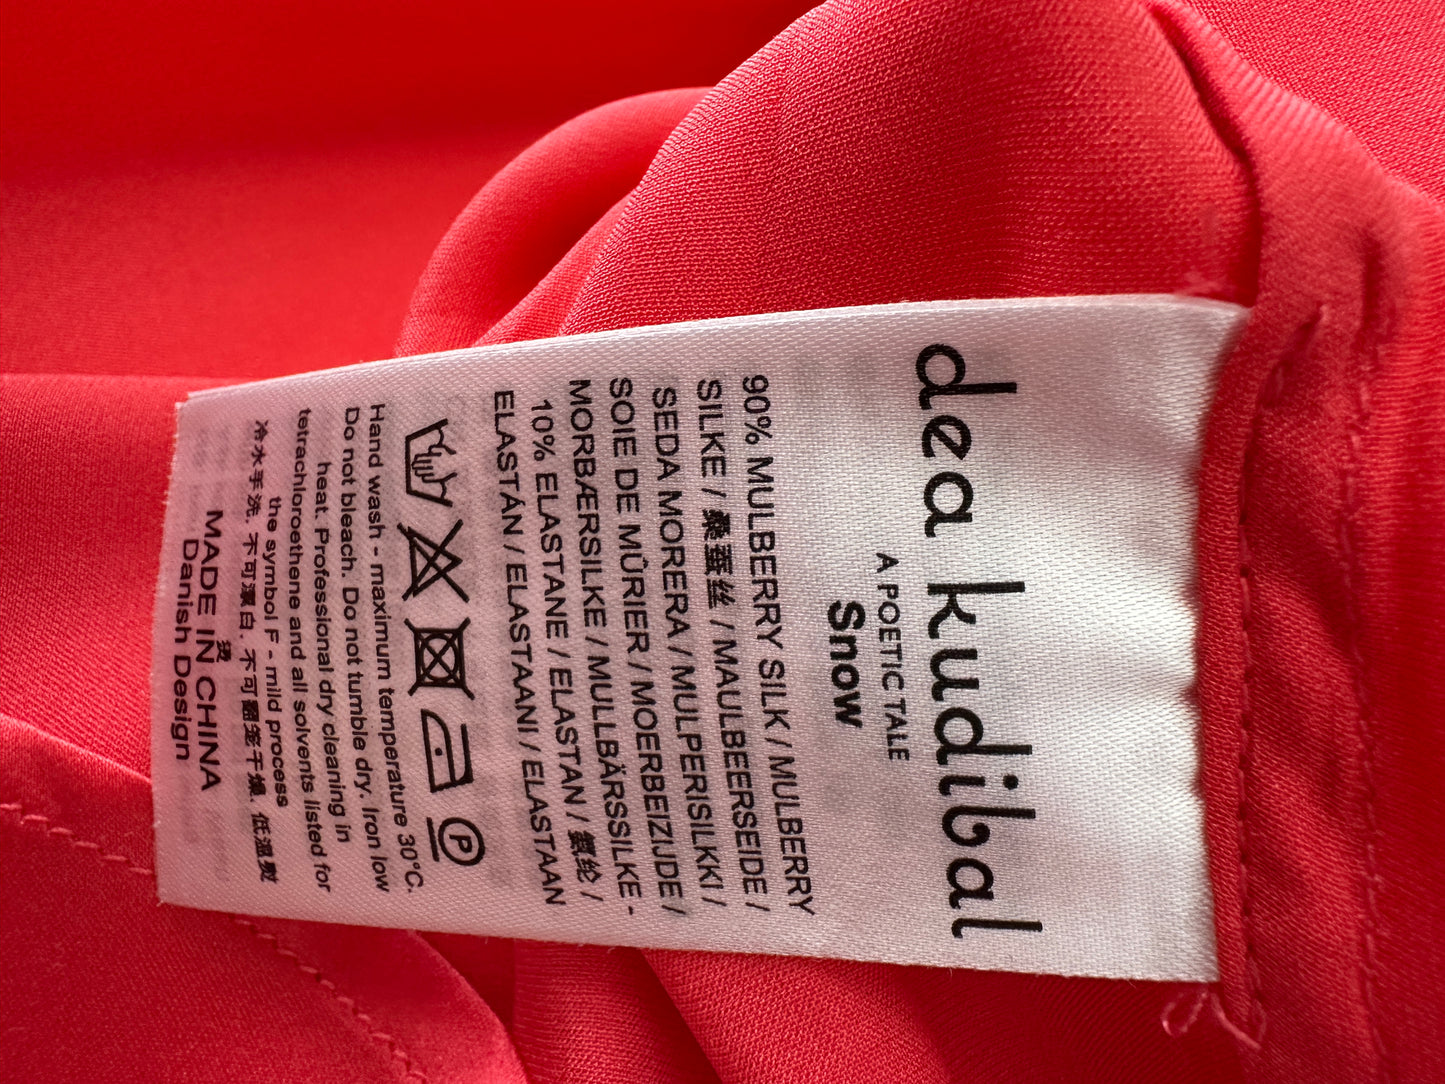 dea kudibal
A POETIC TALE
Snow
90% MULBERRY SILK / MULBERRY
SILKE / 桑蚕丝 / MAULBEERSEIDE /
SEDA MORERA / MULPERISILKKI /
SOIE DE MÛRIER / MOERBEIZIJDE /
MORBÆRSILKE / MULLBÄRSSILKE -
10% ELASTANE / ELASTAN / 氨纶 /
ELASTÁN / ELASTAANI / ELASTAAN
P
Hand wash - maximum temperature 30°C.
Do not bleach. Do not tumble dry. Iron low
heat. Professional dry cleaning in
tetrachloroethene and all solvents listed for
the symbol F - mild process
冷水手洗. 不可漂白. 不可翻笼干燥. 低温熨
烫
MADE IN CHINA
Danish Design